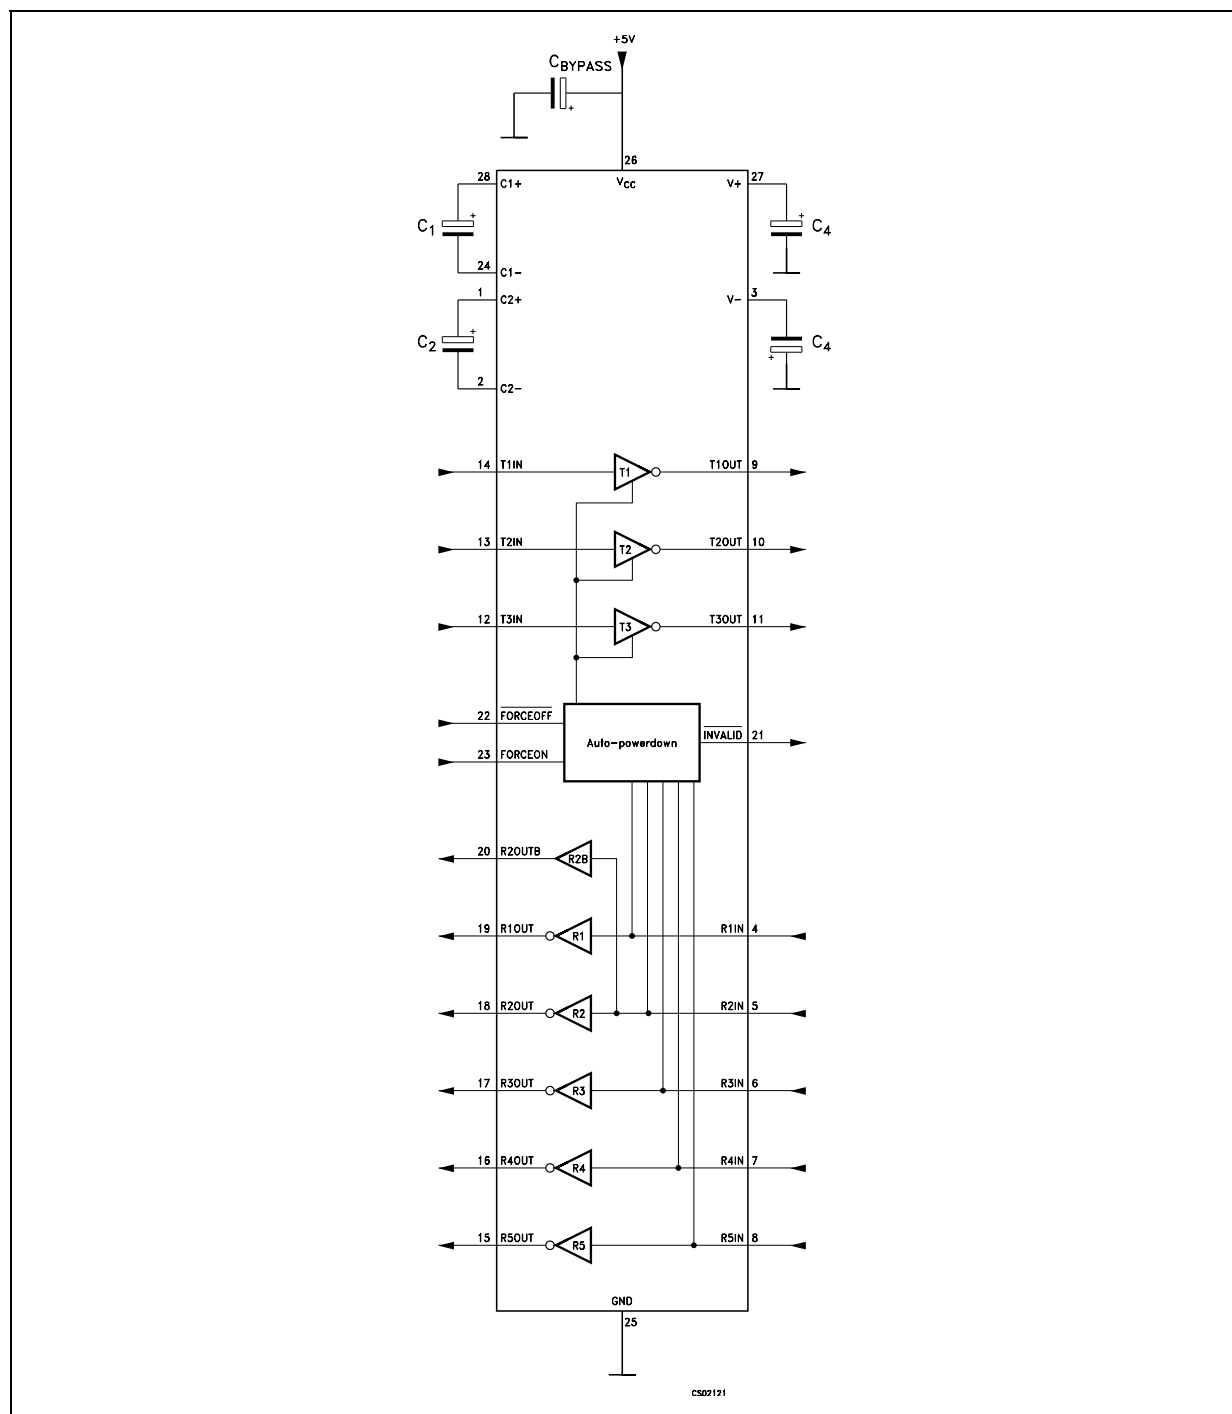 +5V
CBYPASS
+
26
28 C1+ VCC V+ 27
+ +
C1 C4
24 C1-
1 C2+ V- 3
+
C2 C4
+
2 C2-
14 T1IN T1 T1OUT 9
13 T2IN T2 T2OUT 10
12 T3IN T3 T3OUT 11
22 FORCEOFF
Auto-powerdown INVALID 21
23 FORCEON
20 R2OUTB R2B
19 R1OUT R1 R1IN 4
18 R2OUT R2 R2IN 5
17 R3OUT R3 R3IN 6
16 R4OUT R4 R4IN 7
15 R5OUT R5 R5IN 8
GND
25
CS02121